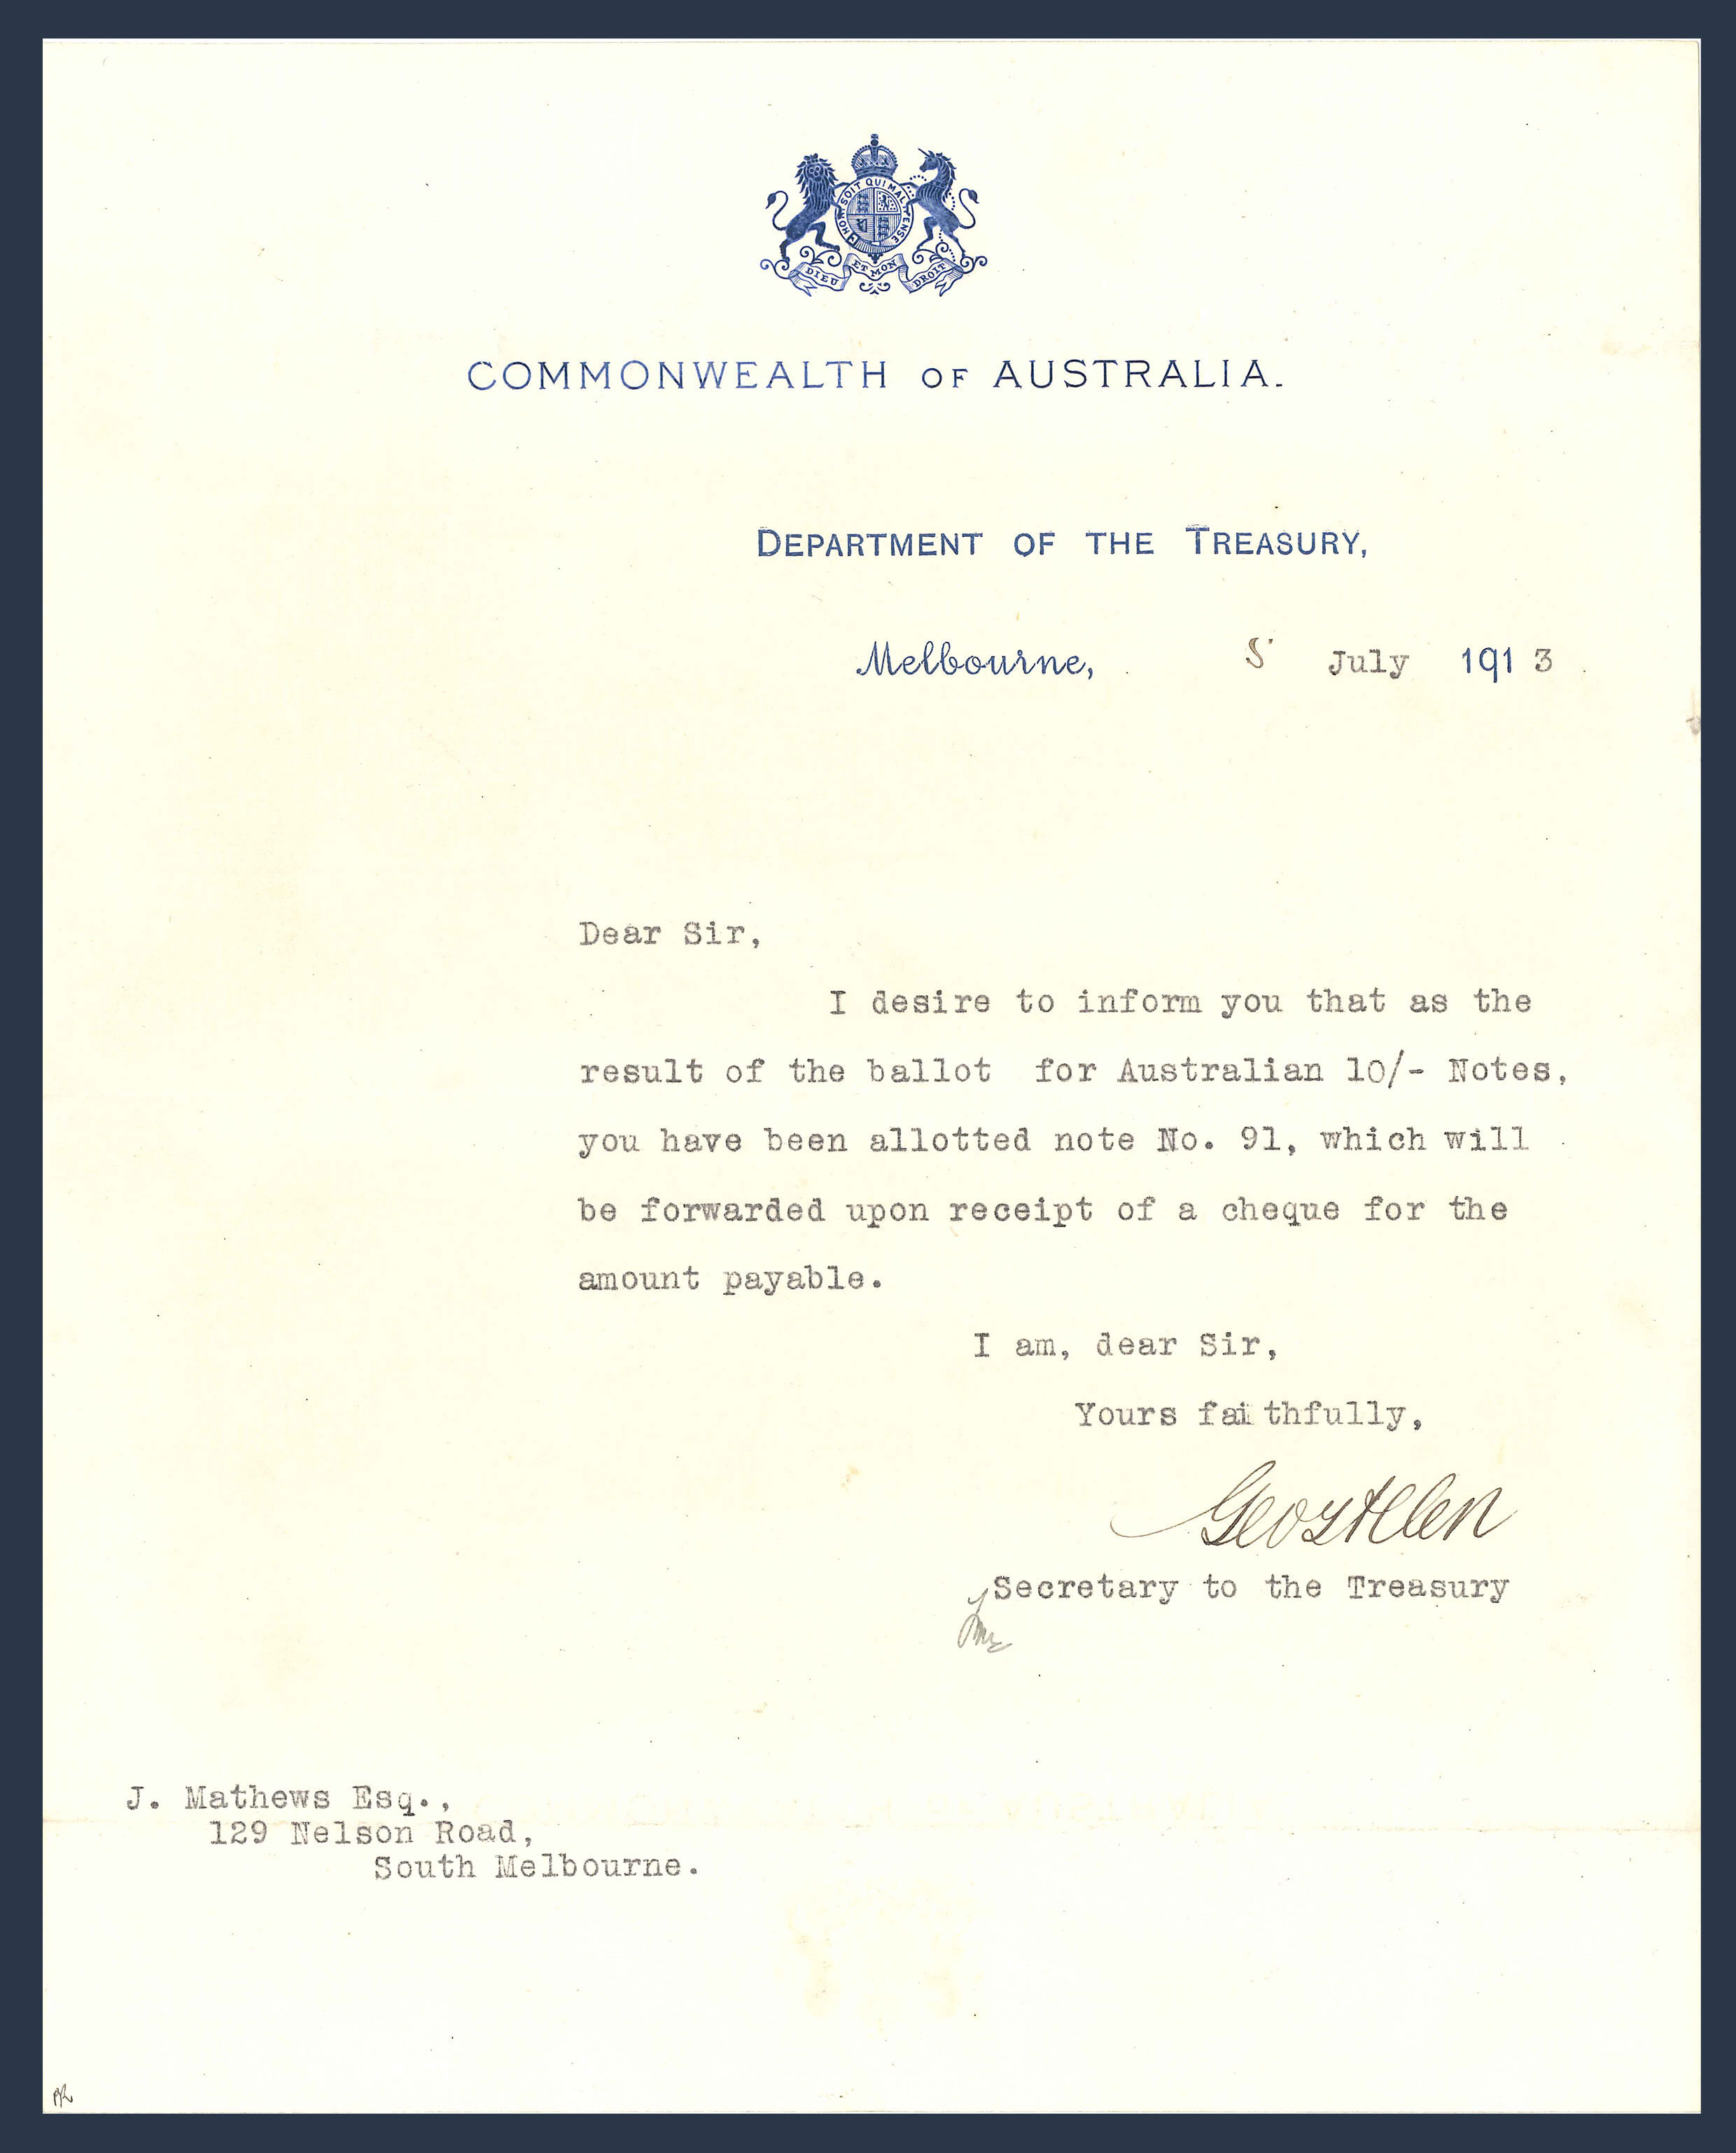 HONI SOIT QUI MAL Y PENSE
DIEU ET MON DROIT
COMMONWEALTH OF AUSTRALIA.
DEPARTMENT OF THE TREASURY,
Melbourne, 5 July 1913
Dear Sir,
I desire to inform you that as the
result of the ballot for Australian 10/- Notes,
you have been allotted note No. 91, which will
be forwarded upon receipt of a cheque for the
amount payable.
I am, dear Sir,
Yours faithfully,
Geo T Allen
Secretary to the Treasury
J. Mathews Esq.,
129 Nelson Road,
South Melbourne.